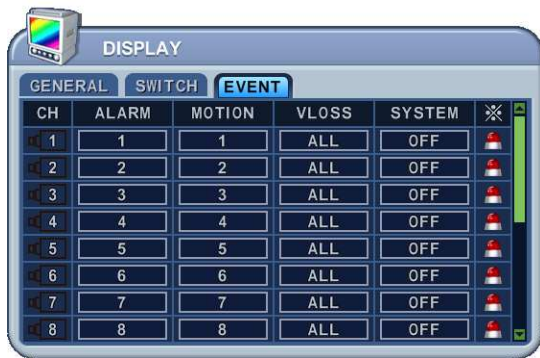 DISPLAY
GENERAL SWITCH EVENT
CH ALARM MOTION VLOSS SYSTEM ※
1 1 1 ALL OFF
2 2 2 ALL OFF
3 3 3 ALL OFF
4 4 4 ALL OFF
5 5 5 ALL OFF
6 6 6 ALL OFF
7 7 7 ALL OFF
8 8 8 ALL OFF